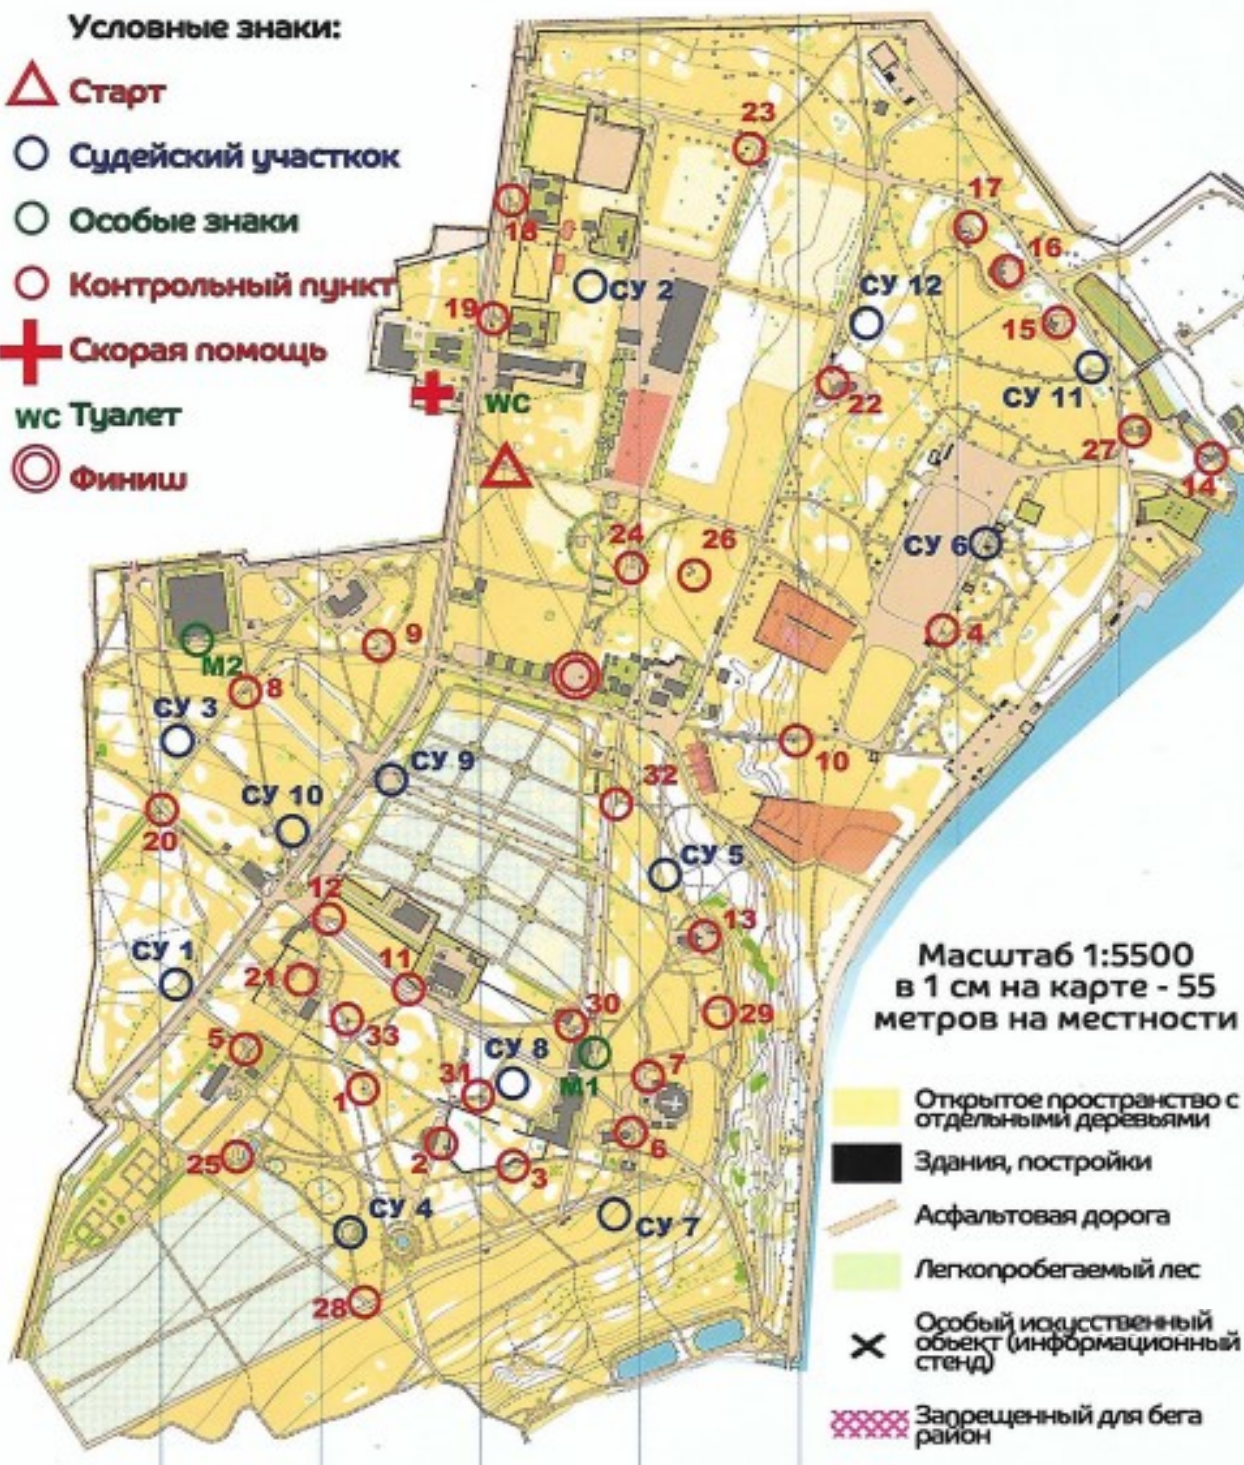 Условные знаки:
Старт
Судейский участкок
Особые знаки
Контрольный пункт
Скорая помощь
WC Туалет
Финиш
23
17
18
16
СУ 2
СУ 12
19
15
СУ 11
22
WC
27
14
24
26
СУ 6
9
4
М2
8
СУ 3
10
СУ 9
32
СУ 10
20
СУ 5
12
13
СУ 1
11
21
30
29
33
5
СУ 8
7
31
М1
1
2
6
25
3
СУ 4
СУ 7
28
Масштаб 1:5500
в 1 см на карте - 55
метров на местности
Открытое пространство с
отдельными деревьями
Здания, постройки
Асфальтовая дорога
Легкопробегаемый лес
Особый искусственный
объект (информационный
стенд)
Запрещенный для бега
район